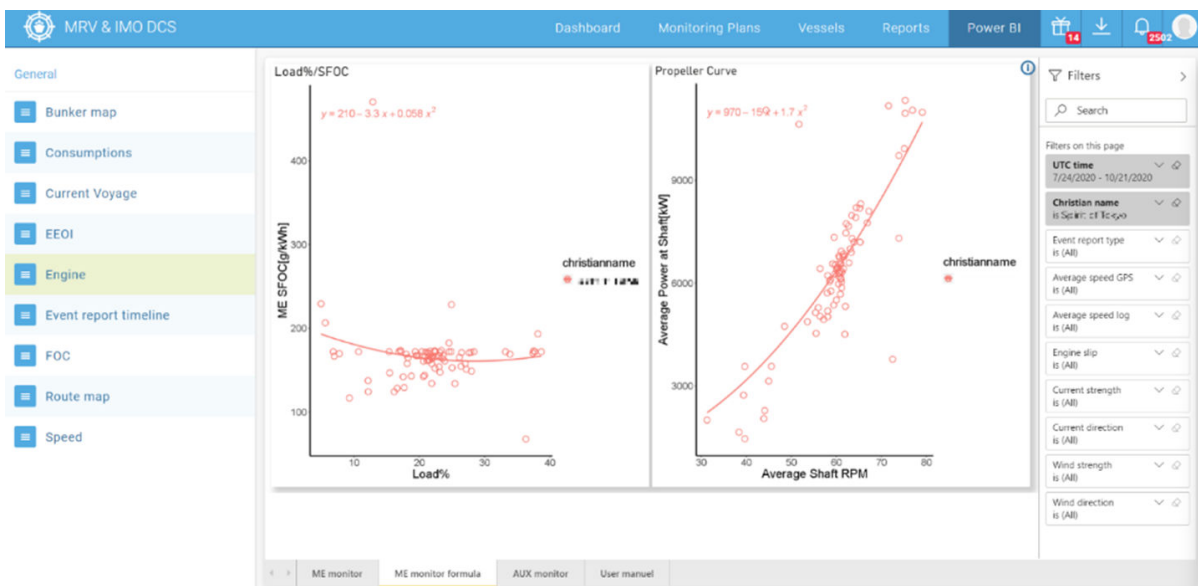 MRV & IMO DCS
Dashboard
Monitoring Plans
Vessels
Reports
Power BI
14
2502
General
Bunker map
Consumptions
Current Voyage
EEOI
Engine
Event report timeline
FOC
Route map
Speed
Load%/SFOC
y = 210 − 3.3 x + 0.058 x²
400
300
200
100
ME SFOC[g/kWh]
10
20
30
40
Load%
christianname
Propeller Curve
y = 970 − x + 1.7 x²
9000
6000
3000
Average Power at Shaft[kW]
30
40
50
60
70
80
Average Shaft RPM
christianname
Filters
Search
Filters on this page
UTC time
7/24/2020 - 10/21/2020
Christian name
is
Event report type
is (All)
Average speed GPS
is (All)
Average speed log
is (All)
Engine slip
is (All)
Current strength
is (All)
Current direction
is (All)
Wind strength
is (All)
Wind direction
is (All)
ME monitor
ME monitor formula
AUX monitor
User manuel